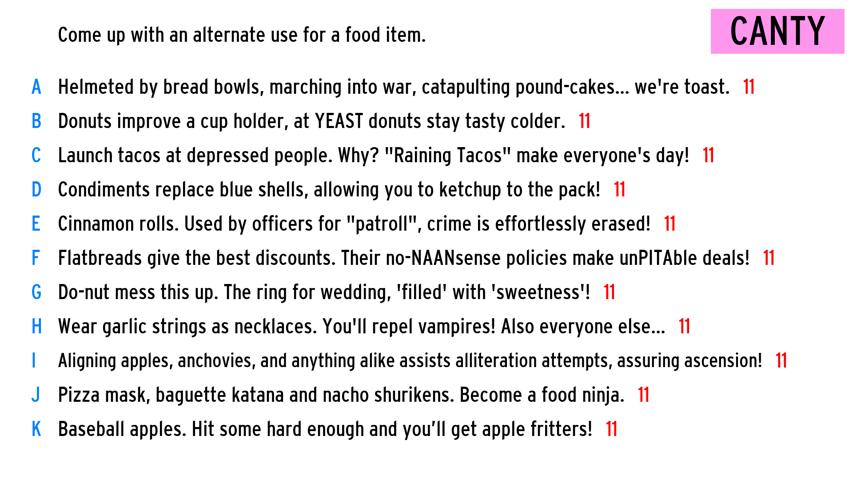 Come up with an alternate use for a food item.
CANTY
A Helmeted by bread bowls, marching into war, catapulting pound-cakes... we're toast. 11
B Donuts improve a cup holder, at YEAST donuts stay tasty colder. 11
C Launch tacos at depressed people. Why? "Raining Tacos" make everyone's day! 11
D Condiments replace blue shells, allowing you to ketchup to the pack! 11
E Cinnamon rolls. Used by officers for "patroll", crime is effortlessly erased! 11
F Flatbreads give the best discounts. Their no-NAANsense policies make unPITAble deals! 11
G Do-nut mess this up. The ring for wedding, 'filled' with 'sweetness'! 11
H Wear garlic strings as necklaces. You'll repel vampires! Also everyone else... 11
I Aligning apples, anchovies, and anything alike assists alliteration attempts, assuring ascension! 11
J Pizza mask, baguette katana and nacho shurikens. Become a food ninja. 11
K Baseball apples. Hit some hard enough and you’ll get apple fritters! 11